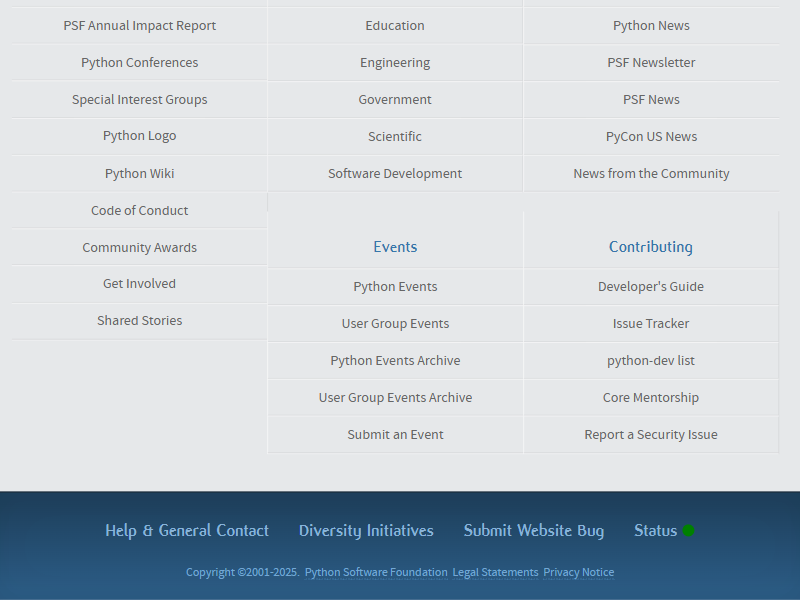 PSF Annual Impact Report
Python Conferences
Special Interest Groups
Python Logo
Python Wiki
Code of Conduct
Community Awards
Get Involved
Shared Stories
Education
Engineering
Government
Scientific
Software Development
Python News
PSF Newsletter
PSF News
PyCon US News
News from the Community
Events
Python Events
User Group Events
Python Events Archive
User Group Events Archive
Submit an Event
Contributing
Developer's Guide
Issue Tracker
python-dev list
Core Mentorship
Report a Security Issue
Help & General Contact Diversity Initiatives Submit Website Bug Status
Copyright ©2001-2025. Python Software Foundation Legal Statements Privacy Notice